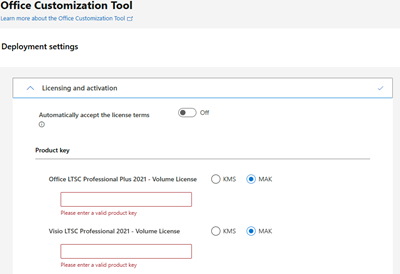 Office Customization Tool
Learn more about the Office Customization Tool
Deployment settings
Licensing and activation
Automatically accept the license terms
Off
Product key
Office LTSC Professional Plus 2021 - Volume License
KMS
MAK
Please enter a valid product key
Visio LTSC Professional 2021 - Volume License
KMS
MAK
Please enter a valid product key